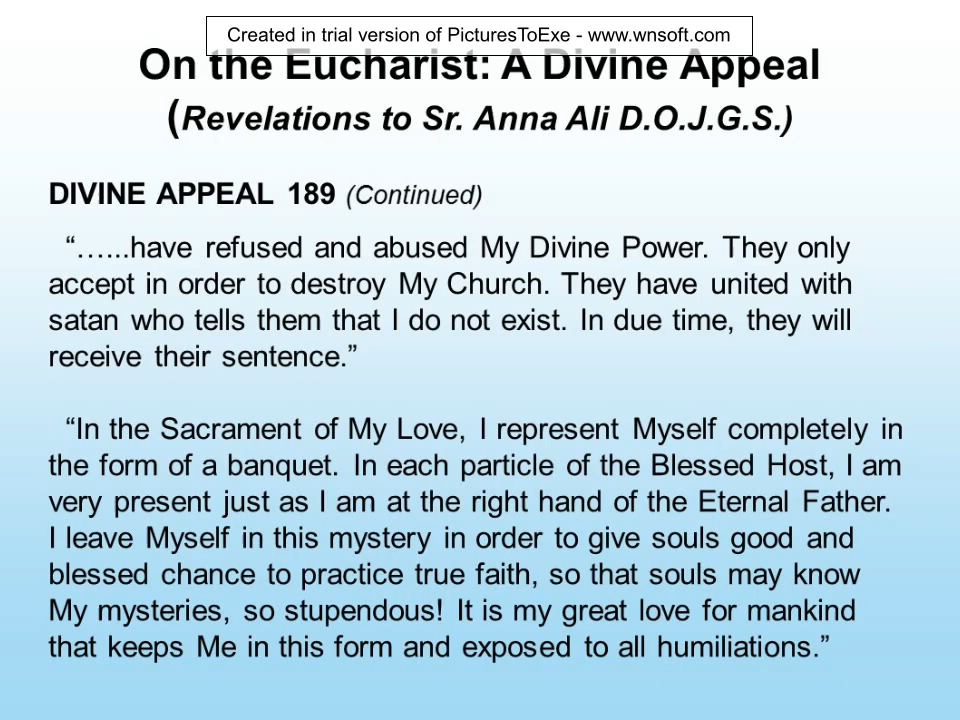 Created in trial version of PicturesToExe - www.wnsoft.com
On the Eucharist: A Divine Appeal
(Revelations to Sr. Anna Ali D.O.J.G.S.)
DIVINE APPEAL 189 (Continued)
“…...have refused and abused My Divine Power. They only
accept in order to destroy My Church. They have united with
satan who tells them that I do not exist. In due time, they will
receive their sentence.”
“In the Sacrament of My Love, I represent Myself completely in
the form of a banquet. In each particle of the Blessed Host, I am
very present just as I am at the right hand of the Eternal Father.
I leave Myself in this mystery in order to give souls good and
blessed chance to practice true faith, so that souls may know
My mysteries, so stupendous! It is my great love for mankind
that keeps Me in this form and exposed to all humiliations.”